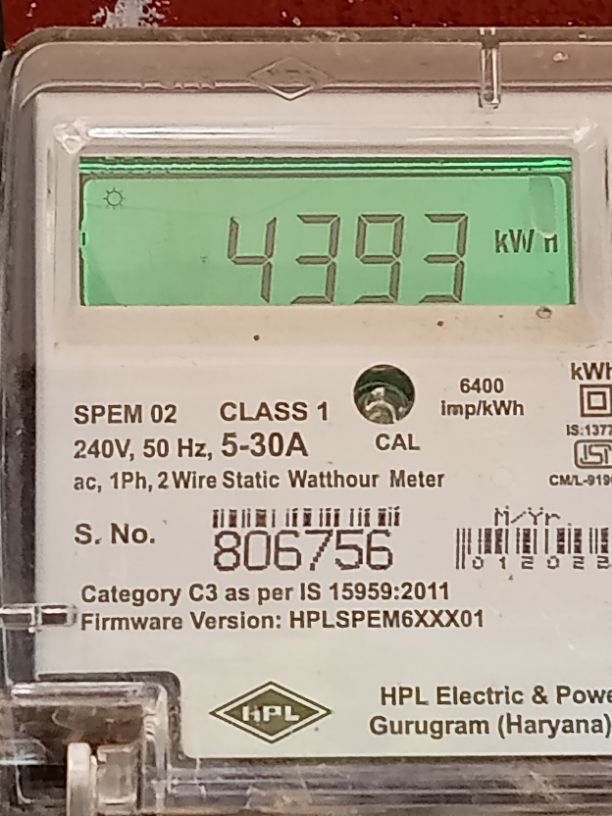 4393 kWh
kWh
6400
imp/kWh
SPEM 02 CLASS 1
240V, 50 Hz, 5-30A
CAL
ac, 1Ph, 2 Wire Static Watthour Meter
S. No.
806756
M/Yr.
012022
Category C3 as per IS 15959:2011
Firmware Version: HPLSPEM6XXX01
HPL
HPL Electric &
Gurugram (Haryana)